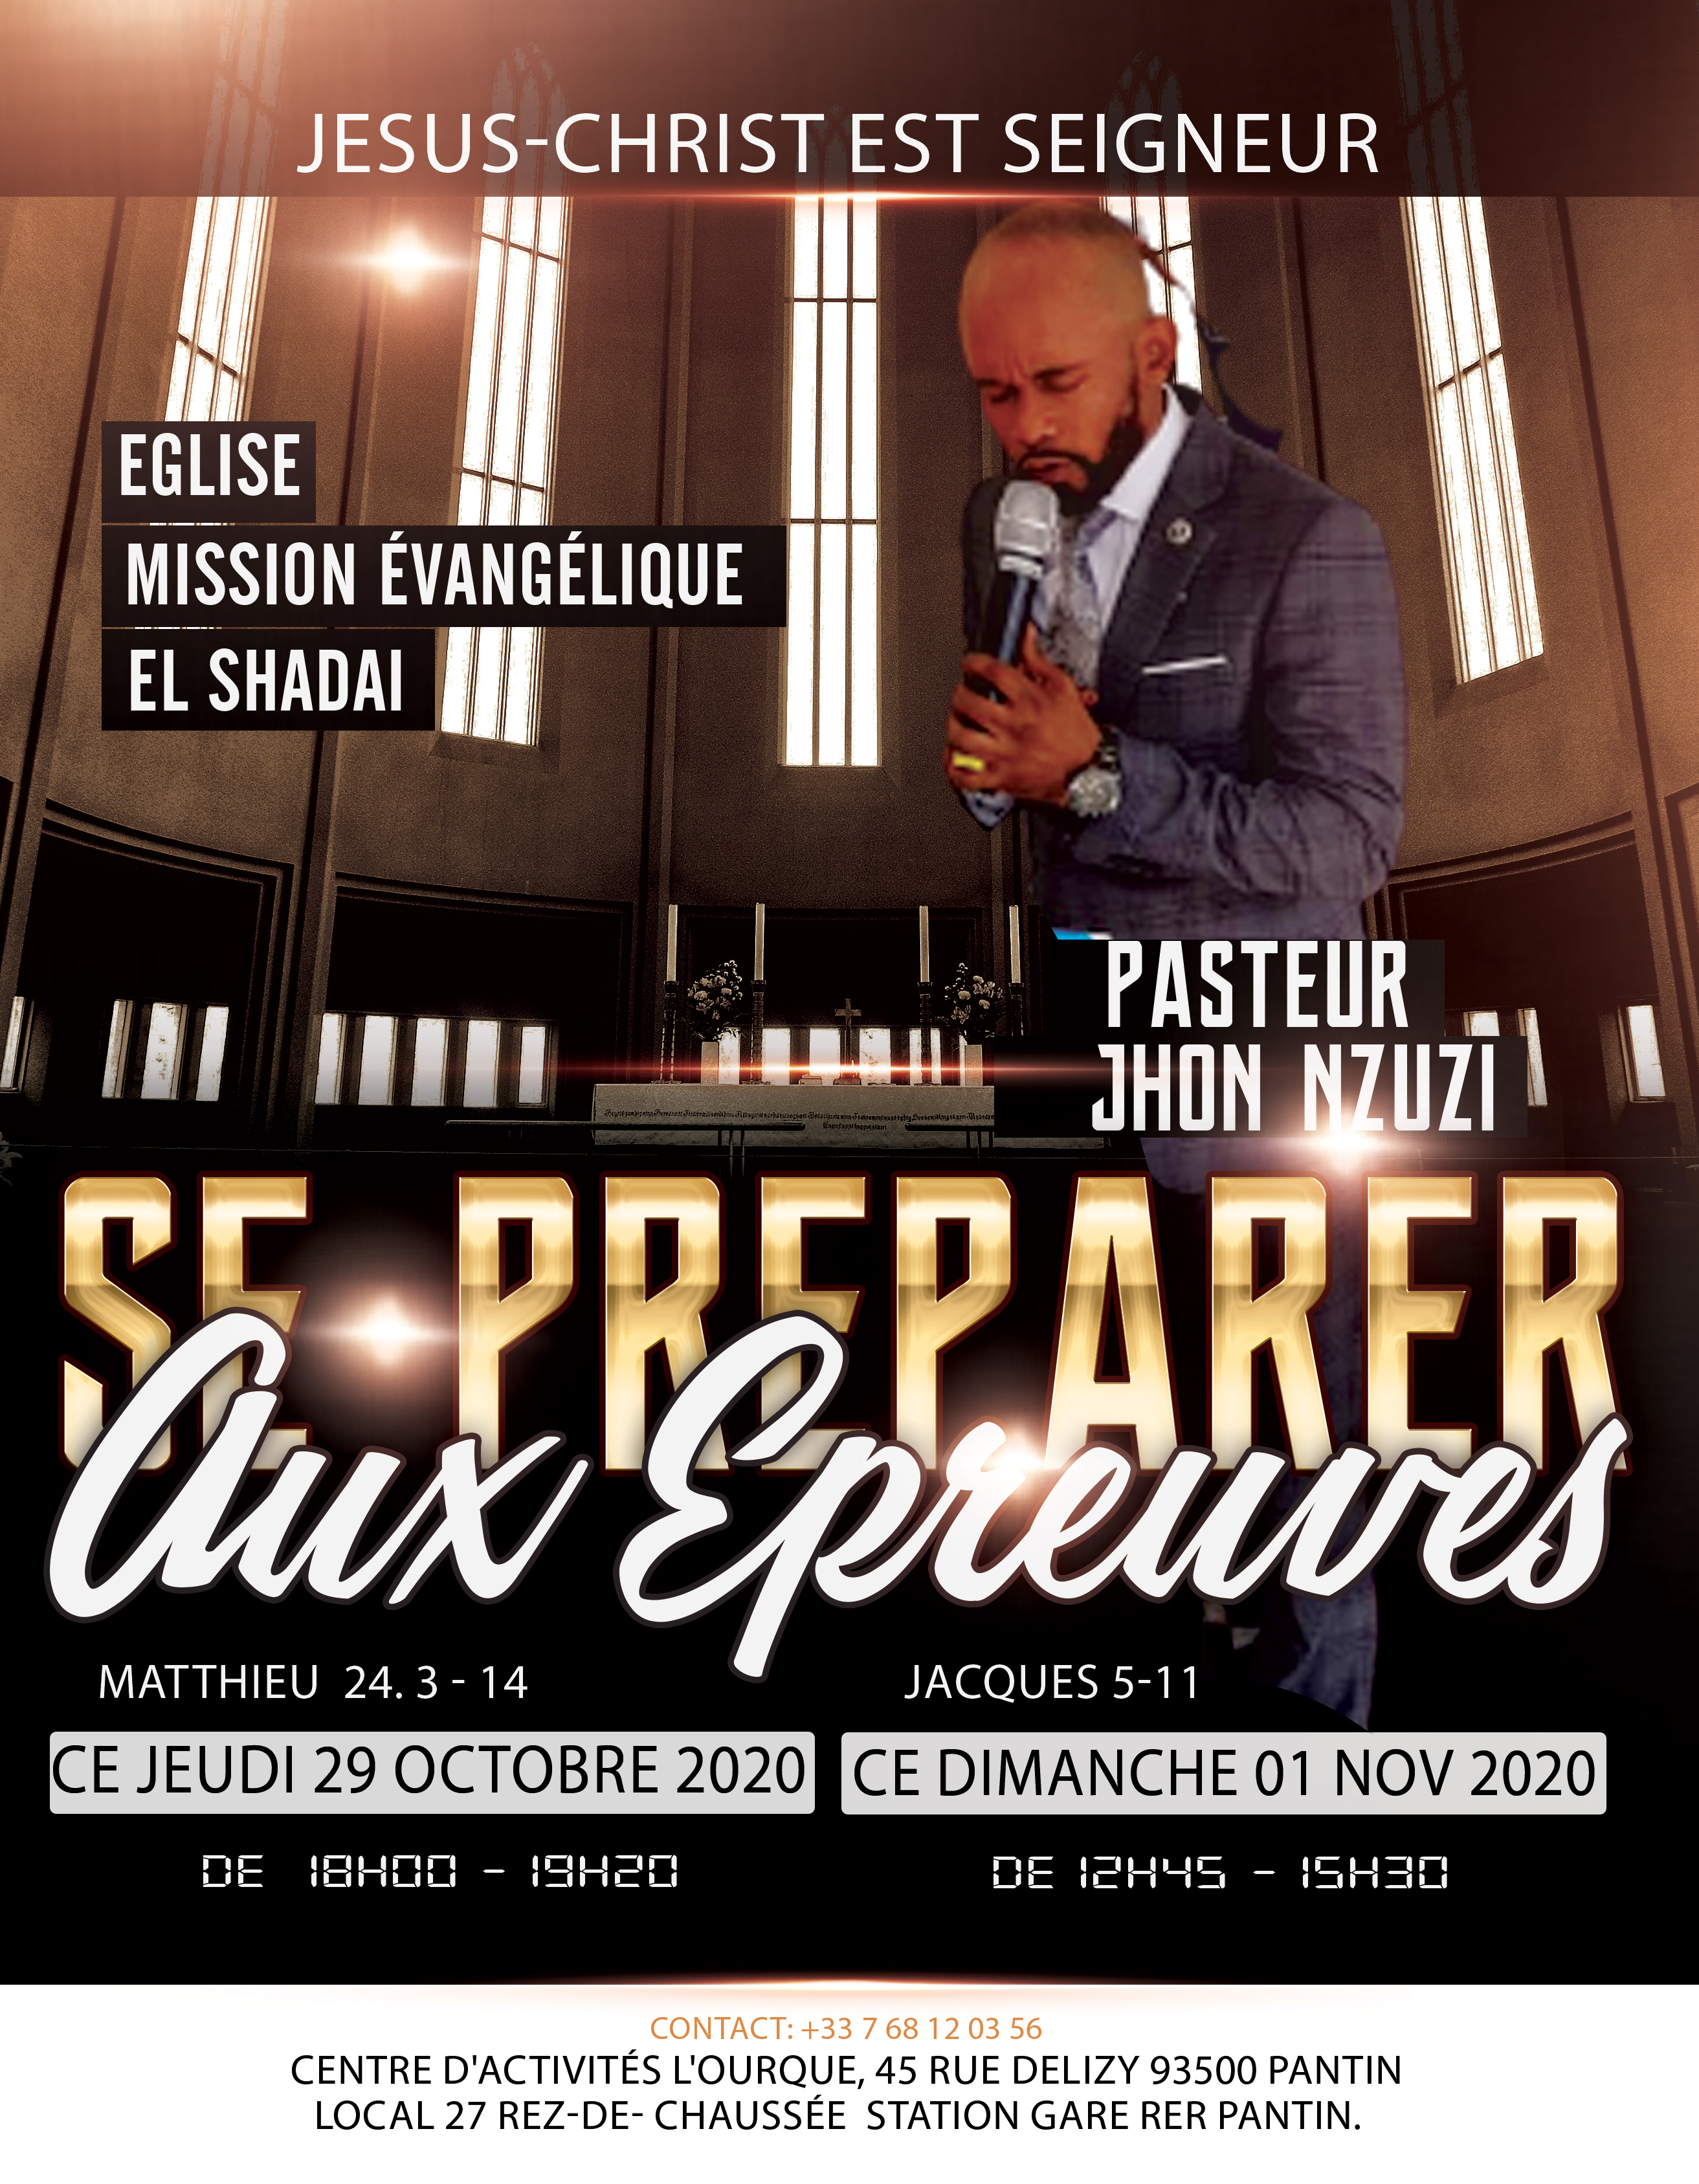 JESUS-CHRIST EST SEIGNEUR
EGLISE
MISSION ÉVANGÉLIQUE
EL SHADAI
PASTEUR
JHON NZUZI
SE PREPARER
Aux Epreuves
MATTHIEU 24. 3 - 14
JACQUES 5-11
CE JEUDI 29 OCTOBRE 2020
CE DIMANCHE 01 NOV 2020
DE 18H00 - 19H20
DE 12H45 - 15H30
CONTACT: +33 7 68 12 03 56
CENTRE D'ACTIVITÉS L'OURQUE, 45 RUE DELIZY 93500 PANTIN
LOCAL 27 REZ-DE- CHAUSSÉE STATION GARE RER PANTIN.